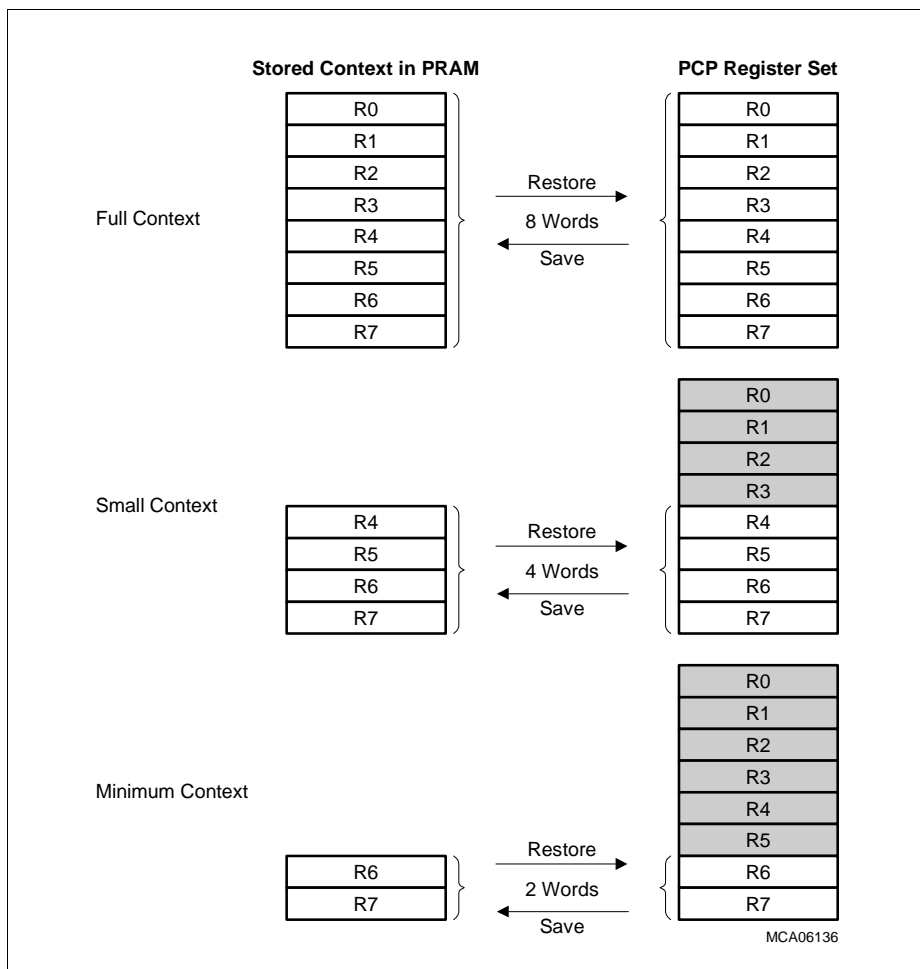 Stored Context in PRAM
PCP Register Set
Full Context
R0
R1
R2
R3
R4
R5
R6
R7
Restore
8 Words
Save
R0
R1
R2
R3
R4
R5
R6
R7
Small Context
R4
R5
R6
R7
Restore
4 Words
Save
R0
R1
R2
R3
R4
R5
R6
R7
Minimum Context
R6
R7
Restore
2 Words
Save
R0
R1
R2
R3
R4
R5
R6
R7
MCA06136